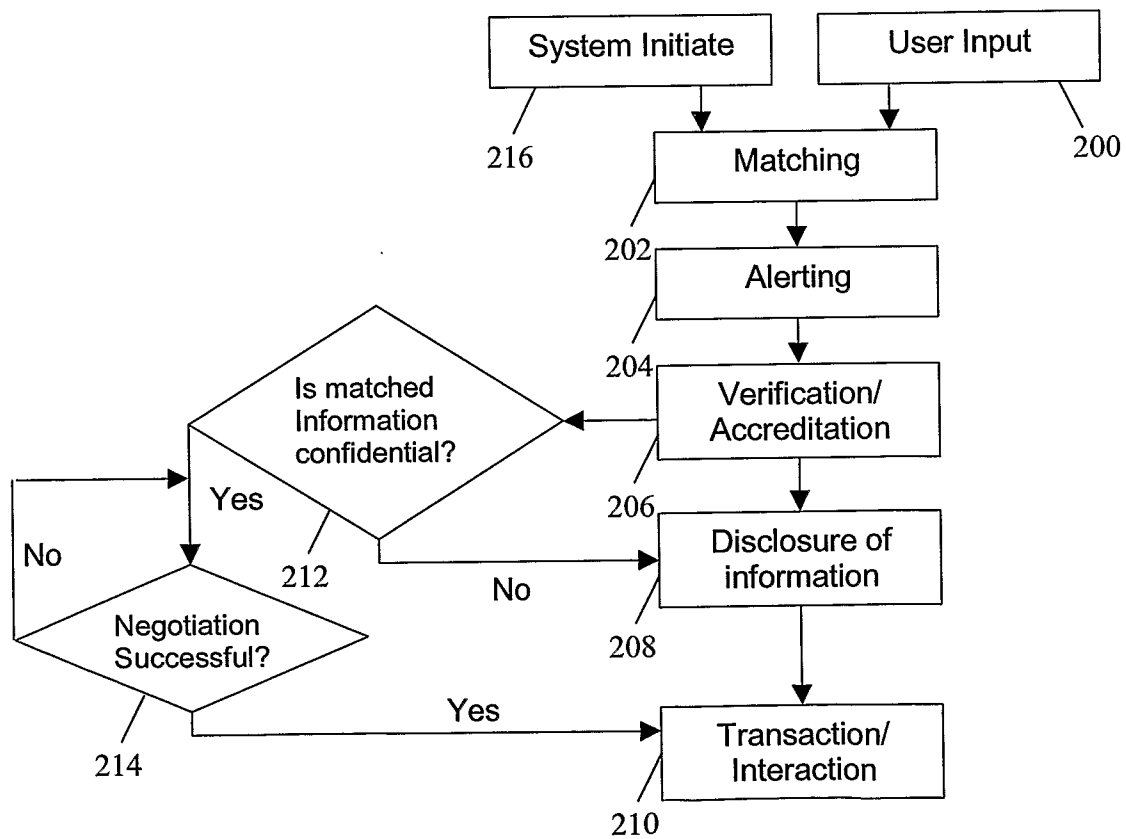 System Initiate
User Input
216
200
Matching
202
Alerting
204
Is matched
Information
confidential?
Verification/
Accreditation
206
Yes
No
212
No
Disclosure of
information
208
Negotiation
Successful?
214
Yes
Transaction/
Interaction
210